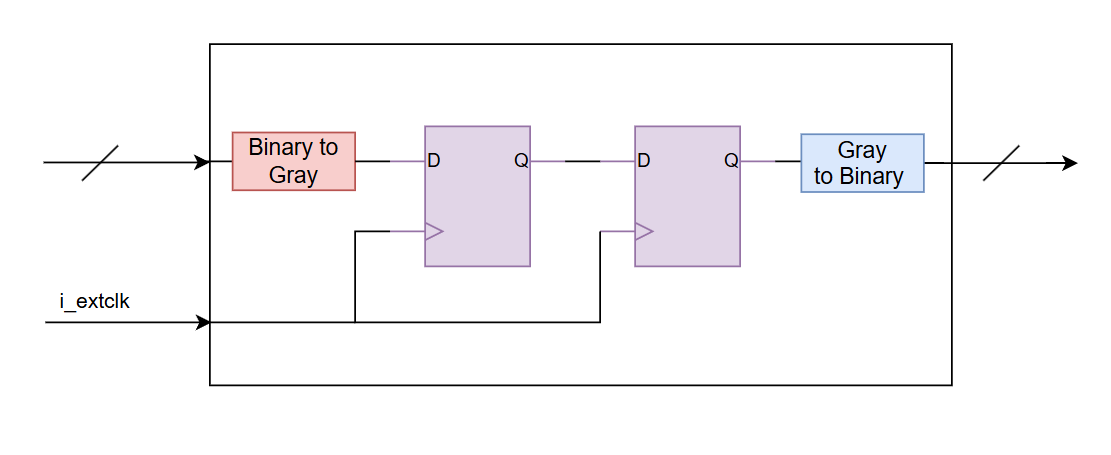 Binary to
Gray
D
Q
D
Q
Gray
to Binary
i_extclk